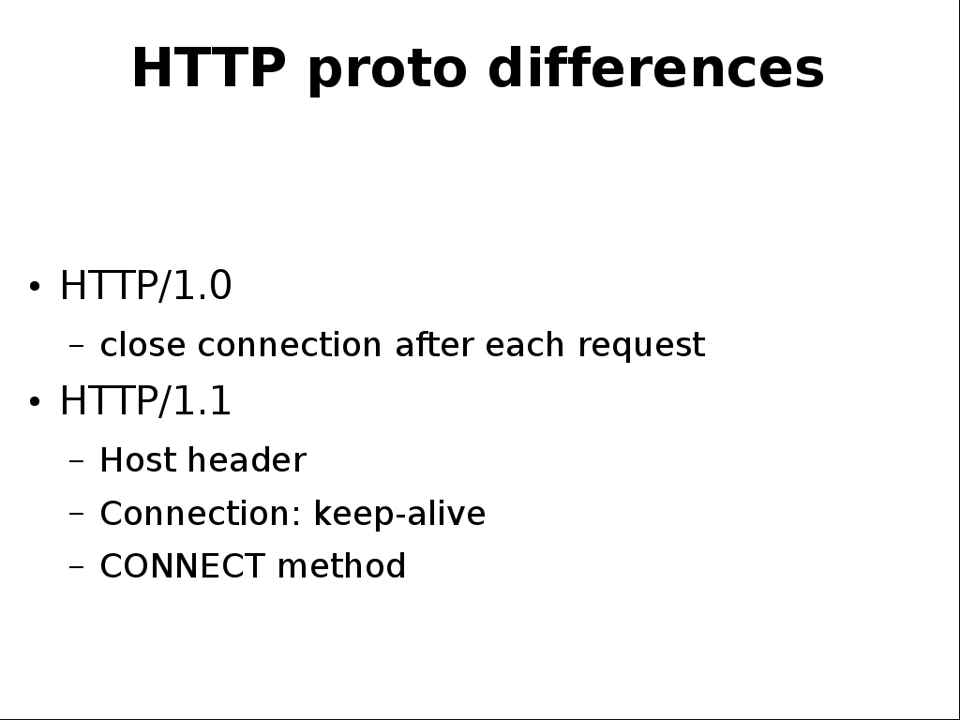 HTTP proto differences
• HTTP/1.0
– close connection after each request
• HTTP/1.1
– Host header
– Connection: keep-alive
– CONNECT method